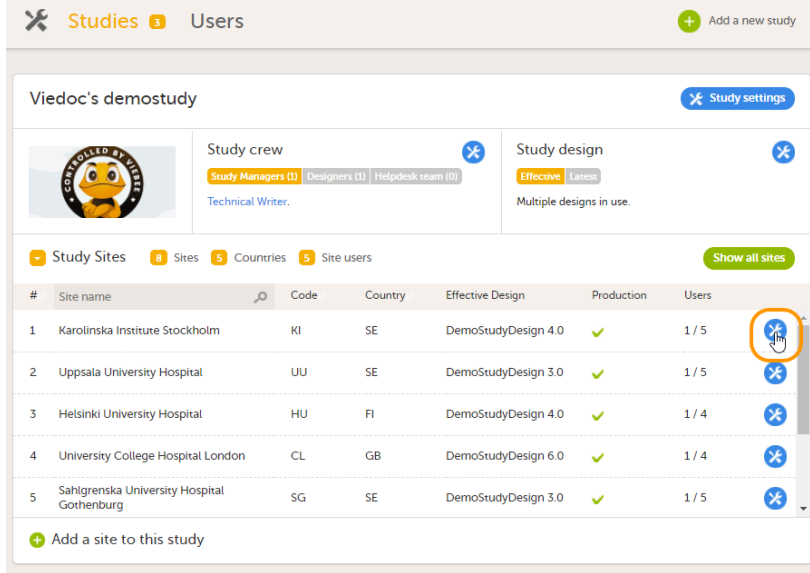 Studies 3 Users
Add a new study
Viedoc's demostudy
Study settings
CONTROLLED BY VIEBEE
Study crew
Study Managers (1) Designers (1) Helpdesk team (0)
Technical Writer.
Study design
Effective Latest
Multiple designs in use.
Study Sites 8 Sites 5 Countries 5 Site users
Show all sites
# Site name Code Country Effective Design Production Users
1 Karolinska Institute Stockholm KI SE DemoStudyDesign 4.0 1 / 5
2 Uppsala University Hospital UU SE DemoStudyDesign 3.0 1 / 5
3 Helsinki University Hospital HU FI DemoStudyDesign 4.0 1 / 4
4 University College Hospital London CL GB DemoStudyDesign 6.0 1 / 4
5 Sahlgrenska University Hospital
Gothenburg SG SE DemoStudyDesign 3.0 1 / 5
Add a site to this study